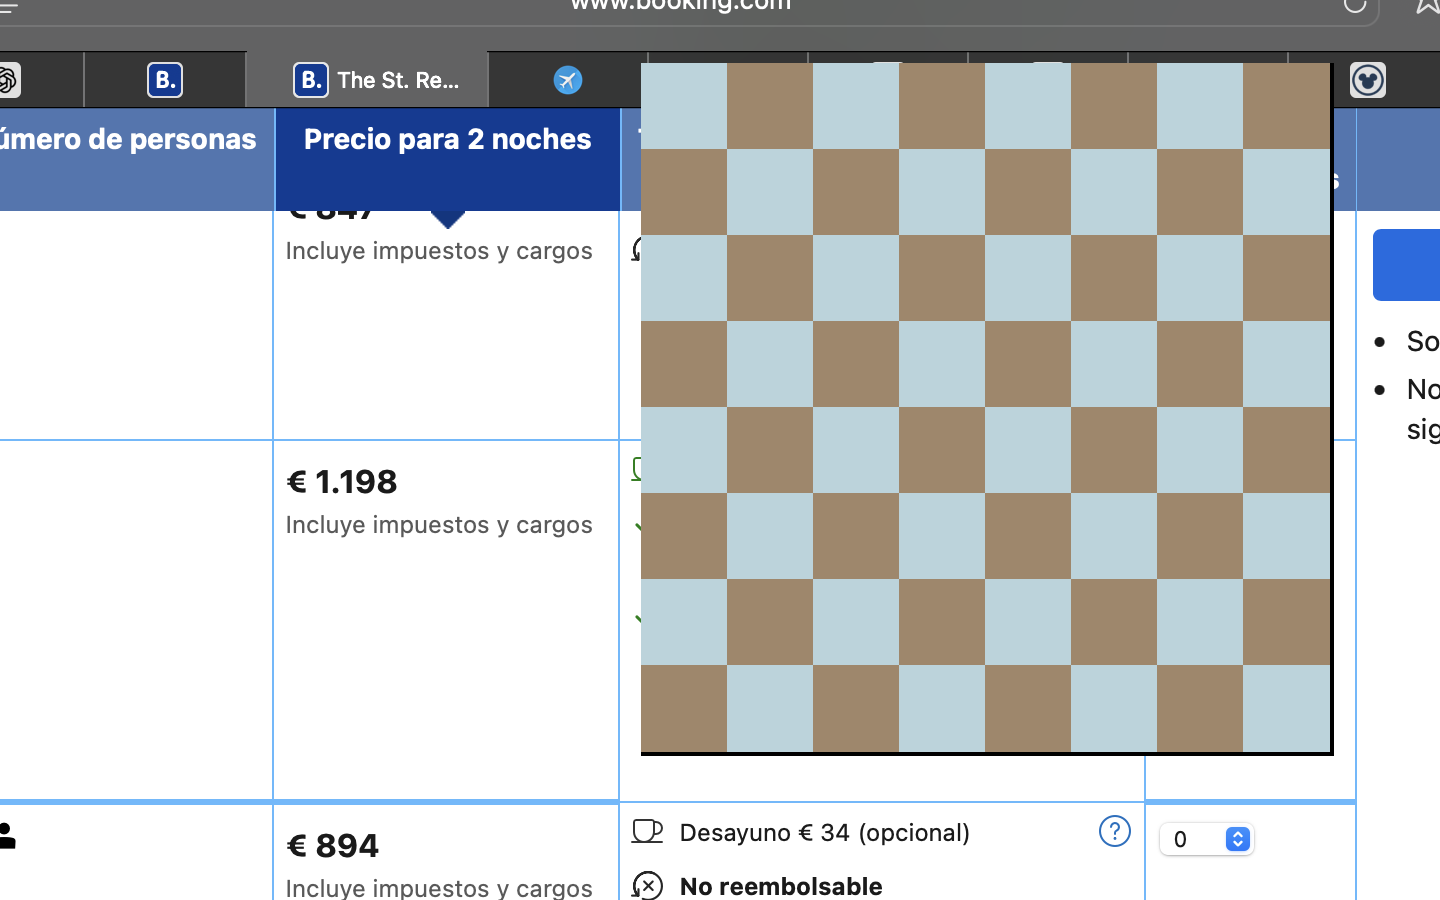 www.booking.com
B.
B. The St. Re...
úmero de personas
Precio para 2 noches
s
€ 847
Incluye impuestos y cargos
So
No
sig
€ 1.198
Incluye impuestos y cargos
€ 894
Incluye impuestos y cargos
Desayuno € 34 (opcional)
?
0
No reembolsable